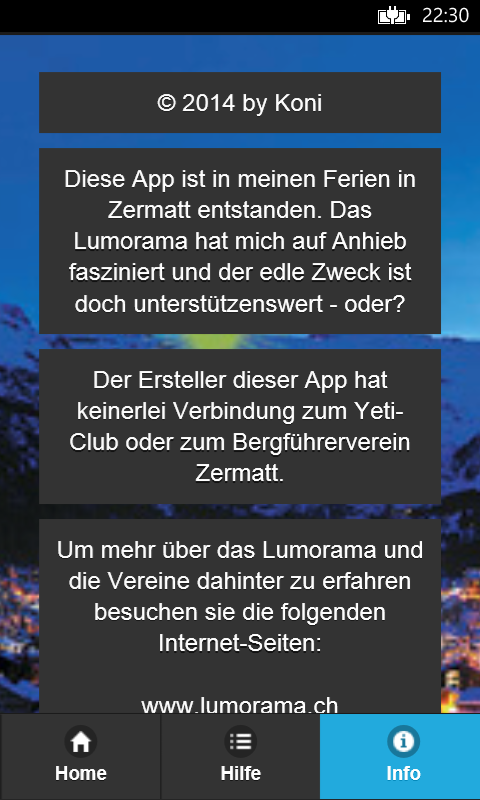 22:30
© 2014 by Koni
Diese App ist in meinen Ferien in
Zermatt entstanden. Das
Lumorama hat mich auf Anhieb
fasziniert und der edle Zweck ist
doch unterstützenswert - oder?
Der Ersteller dieser App hat
keinerlei Verbindung zum Yeti-
Club oder zum Bergführerverein
Zermatt.
Um mehr über das Lumorama und
die Vereine dahinter zu erfahren
besuchen sie die folgenden
Internet-Seiten:
www.lumorama.ch
Home
Hilfe
Info